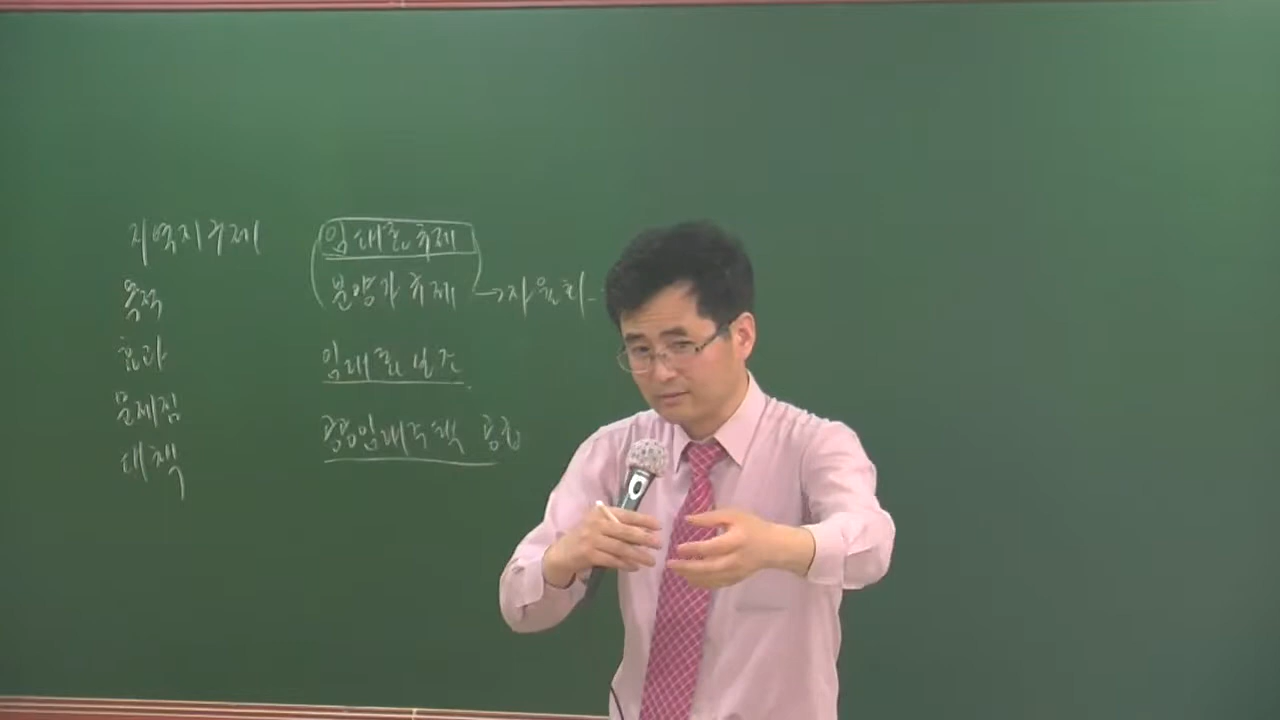 지역지구제
목적
효과
문제점
대책
임대료 규제
분양가 규제 →자원화
임대료 보조
공공임대주택 공급